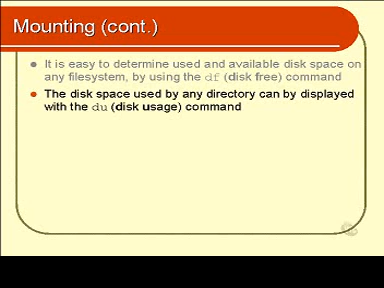 Mounting (cont.)
It is easy to determine used and available disk space on
any filesystem, by using the df (disk free) command
The disk space used by any directory can by displayed
with the du (disk usage) command